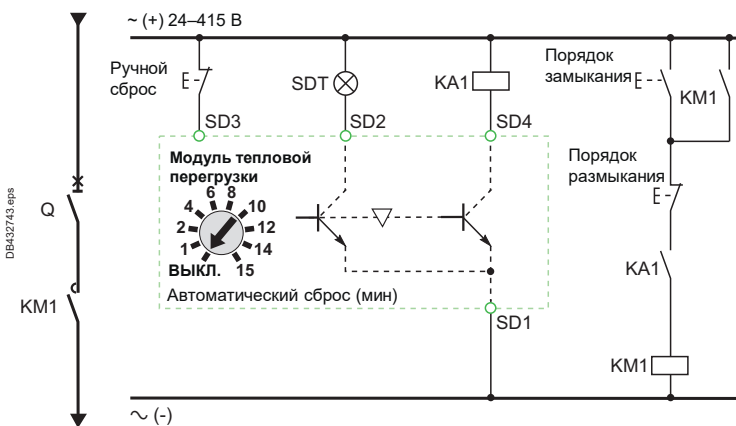 ~ (+) 24–415 В
Ручной
сброс
E
SDT
KA1
Порядок
замыкания
E
KM1
SD3
SD2
SD4
Модуль тепловой
перегрузки
6 8
4 10
2 12
1 14
ВЫКЛ. 15
Автоматический сброс (мин)
SD1
Порядок
размыкания
E
KA1
KM1
Q
KM1
DB432743.eps
~ (-)